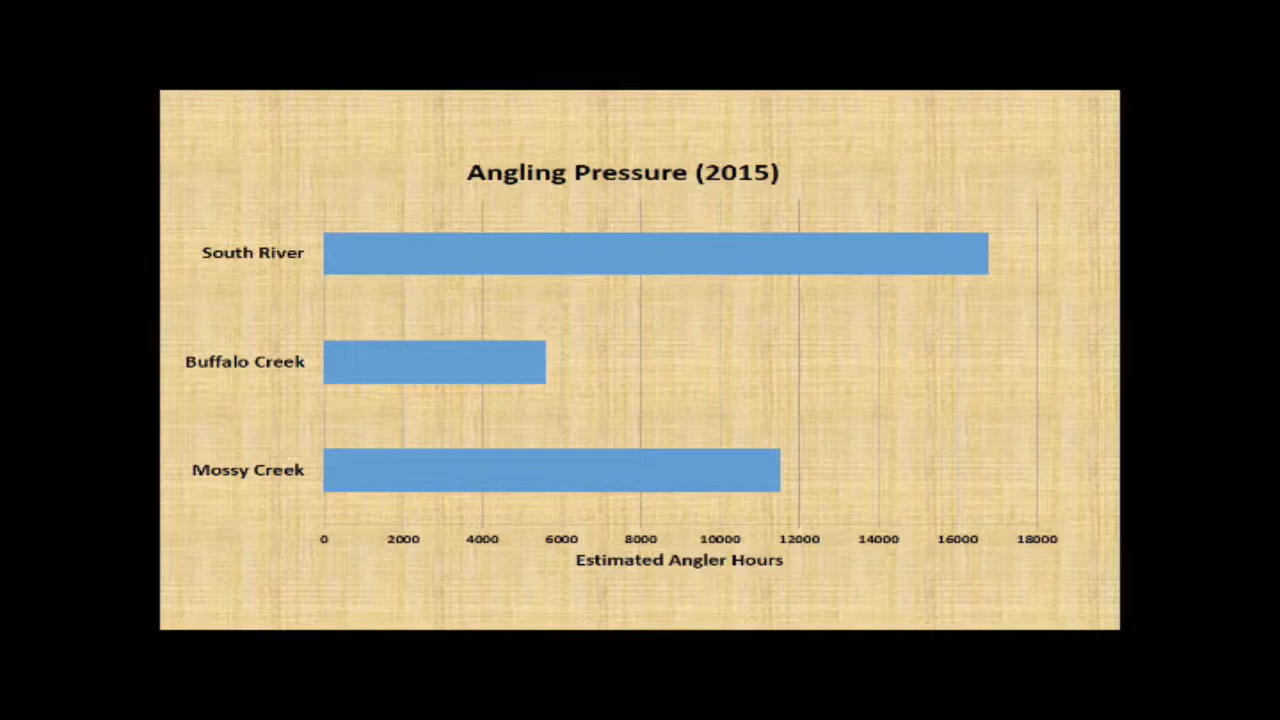 Angling Pressure (2015)
South River
Buffalo Creek
Mossy Creek
0 2000 4000 6000 8000 10000 12000 14000 16000 18000
Estimated Angler Hours